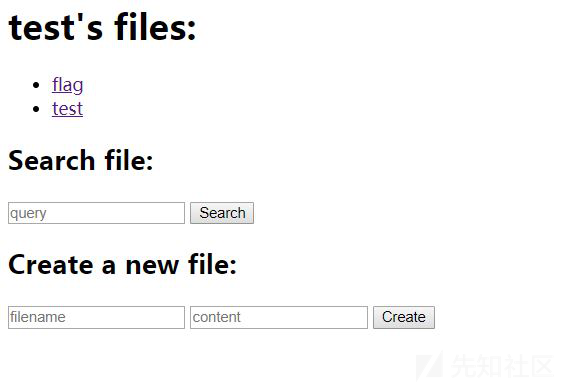 test's files:
flag
test
Search file:
query Search
Create a new file:
filename content Create
先知社区